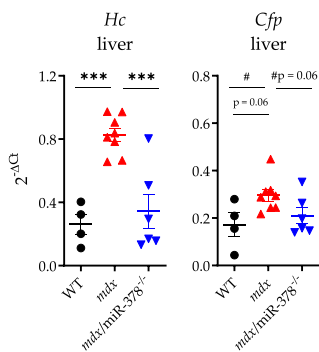 Hc
liver
Cfp
liver
*** ***
# #p = 0.06
p = 0.06
2^-ΔCt
1.2
0.8
0.4
0.0
0.8
0.6
0.4
0.2
0.0
WT
mdx
mdx/miR-378^-/-
WT
mdx
mdx/miR-378^-/-